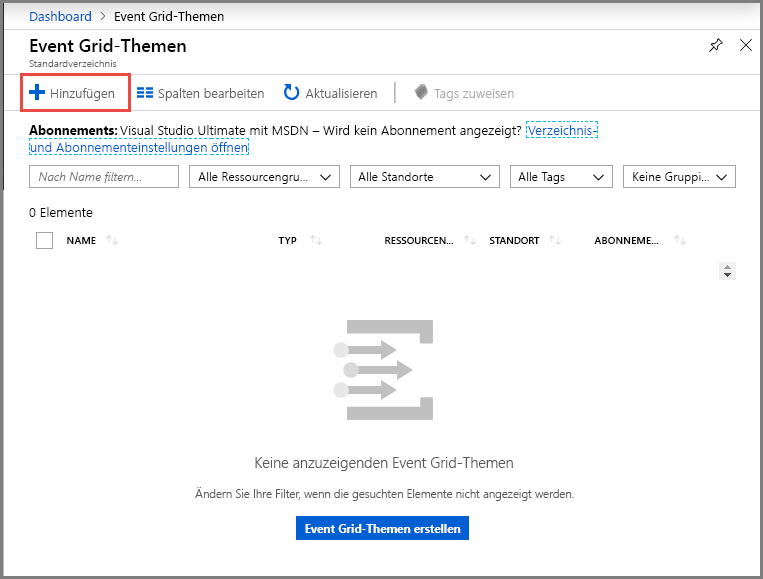 Dashboard > Event Grid-Themen
Event Grid-Themen
Standardverzeichnis
Hinzufügen Spalten bearbeiten Aktualisieren Tags zuweisen
Abonnements: Visual Studio Ultimate mit MSDN – Wird kein Abonnement angezeigt? Verzeichnis-
und Abonnementeinstellungen öffnen
Nach Name filtern... Alle Ressourcengru... Alle Standorte Alle Tags Keine Gruppi...
0 Elemente
NAME TYP RESSOURCEN... STANDORT ABONNEME...
Keine anzuzeigenden Event Grid-Themen
Ändern Sie Ihre Filter, wenn die gesuchten Elemente nicht angezeigt werden.
Event Grid-Themen erstellen